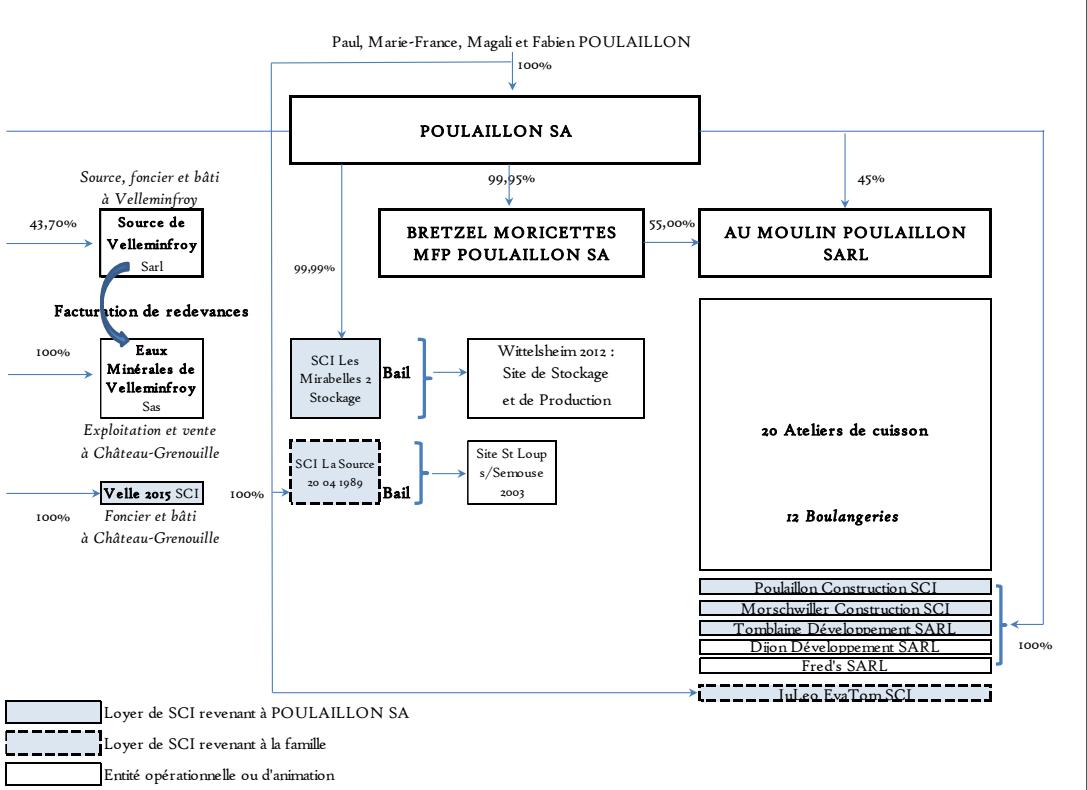 Paul, Marie-France, Magali et Fabien POULAILLON
100%
POULAILLON SA
Source, foncier et bâti
à Velleminfroy
99,95%
45%
43,70%
Source de
Velleminfroy
Sarl
BRETZEL MORICETTES
MFP POULAILLON SA
55,00%
AU MOULIN POULAILLON
SARL
99,99%
Facturation de redevances
100%
Eaux
Minérales de
Velleminfroy
Sas
Exploitation et vente
à Château-Grenouille
SCI Les
Mirabelles 2
Stockage
Bail
Wittelsheim 2012 :
Site de Stockage
et de Production
20 Ateliers de cuisson
12 Boulangeries
SCI La Source
20 04 1989
Bail
Site St Loup
s/Semouse
2003
100%
Velle 2015 SCI
100%
Foncier et bâti
à Château-Grenouille
Poulaillon Construction SCI
Morschwiller Construction SCI
Tomblaine Développement SARL
Dijon Développement SARL
Fred's SARL
100%
JuLeo EvaTom SCI
Loyer de SCI revenant à POULAILLON SA
Loyer de SCI revenant à la famille
Entité opérationnelle ou d'animation